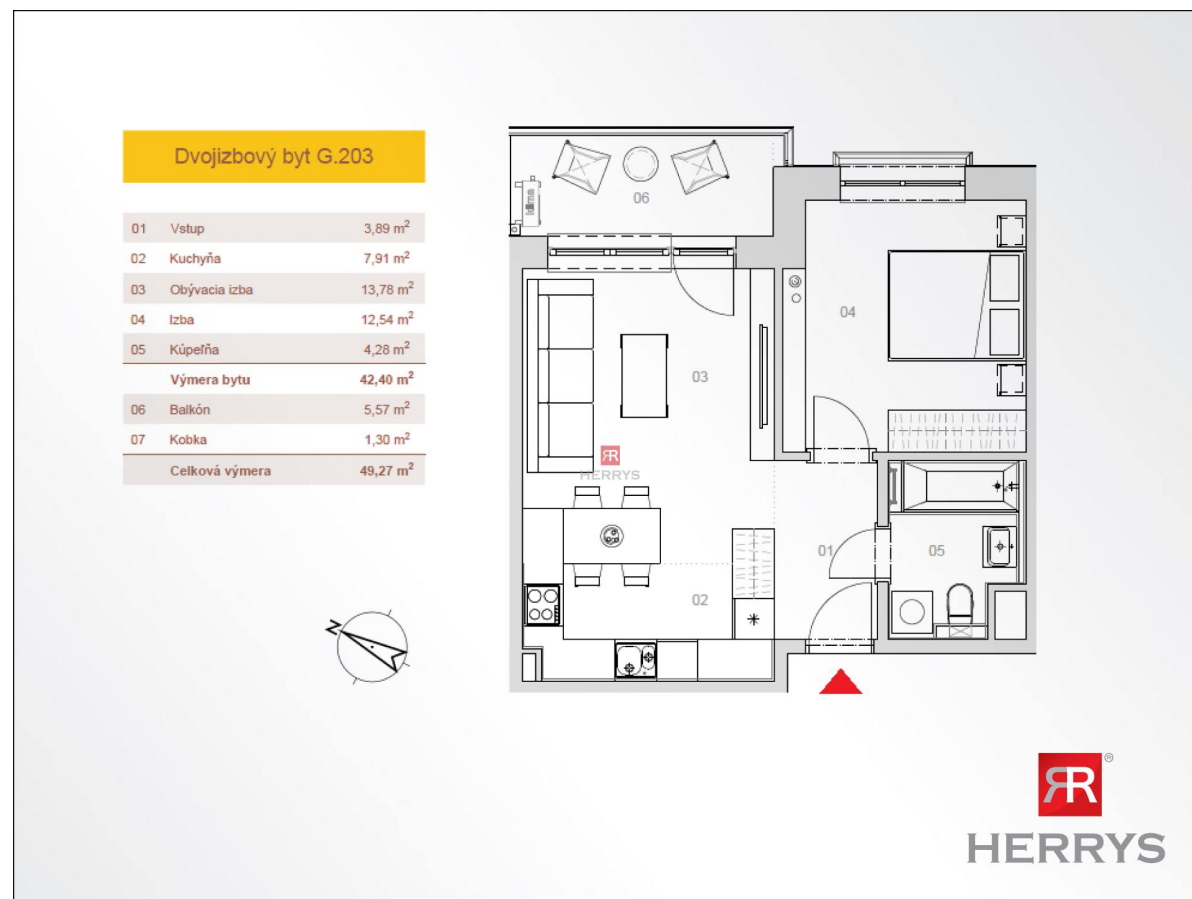 Dvojizbový byt G.203
01 Vstup 3,89 m²
02 Kuchyňa 7,91 m²
03 Obývacia izba 13,78 m²
04 Izba 12,54 m²
05 Kúpeľňa 4,28 m²
Výmera bytu 42,40 m²
06 Balkón 5,57 m²
07 Kobka 1,30 m²
Celková výmera 49,27 m²
06
klima
04
03
RR
HERRYS
01
05
02
N
RR®
HERRYS